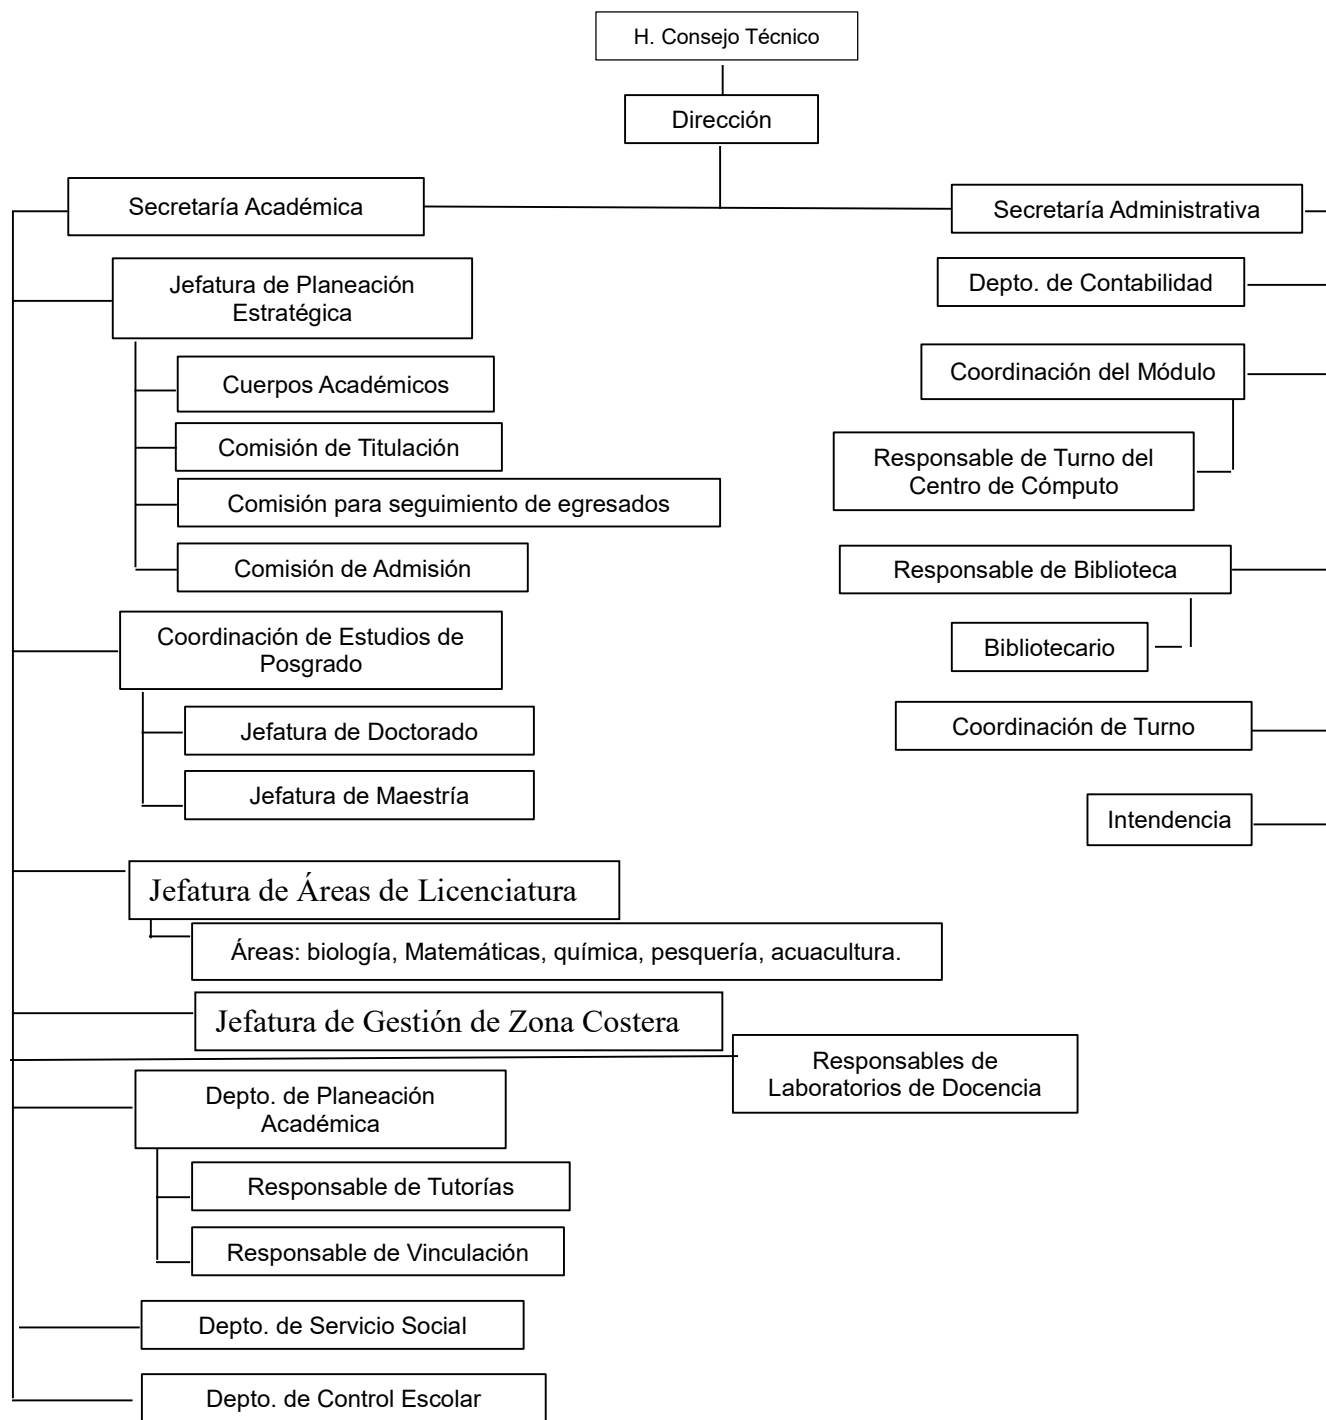 H. Consejo Técnico
Dirección
Secretaría Académica
Secretaría Administrativa
Jefatura de Planeación
Estratégica
Depto. de Contabilidad
Cuerpos Académicos
Coordinación del Módulo
Comisión de Titulación
Responsable de Turno del
Centro de Cómputo
Comisión para seguimiento de egresados
Comisión de Admisión
Responsable de Biblioteca
Coordinación de Estudios de
Posgrado
Bibliotecario
Jefatura de Doctorado
Coordinación de Turno
Jefatura de Maestría
Intendencia
Jefatura de Áreas de Licenciatura
Áreas: biología, Matemáticas, química, pesquería, acuacultura.
Jefatura de Gestión de Zona Costera
Responsables de
Laboratorios de Docencia
Depto. de Planeación
Académica
Responsable de Tutorías
Responsable de Vinculación
Depto. de Servicio Social
Depto. de Control Escolar